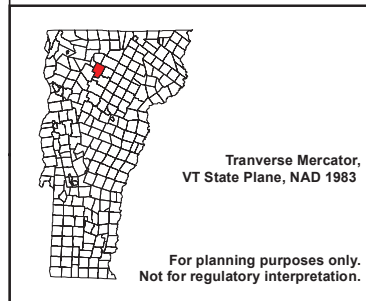 Tranverse Mercator,
VT State Plane, NAD 1983
For planning purposes only.
Not for regulatory interpretation.